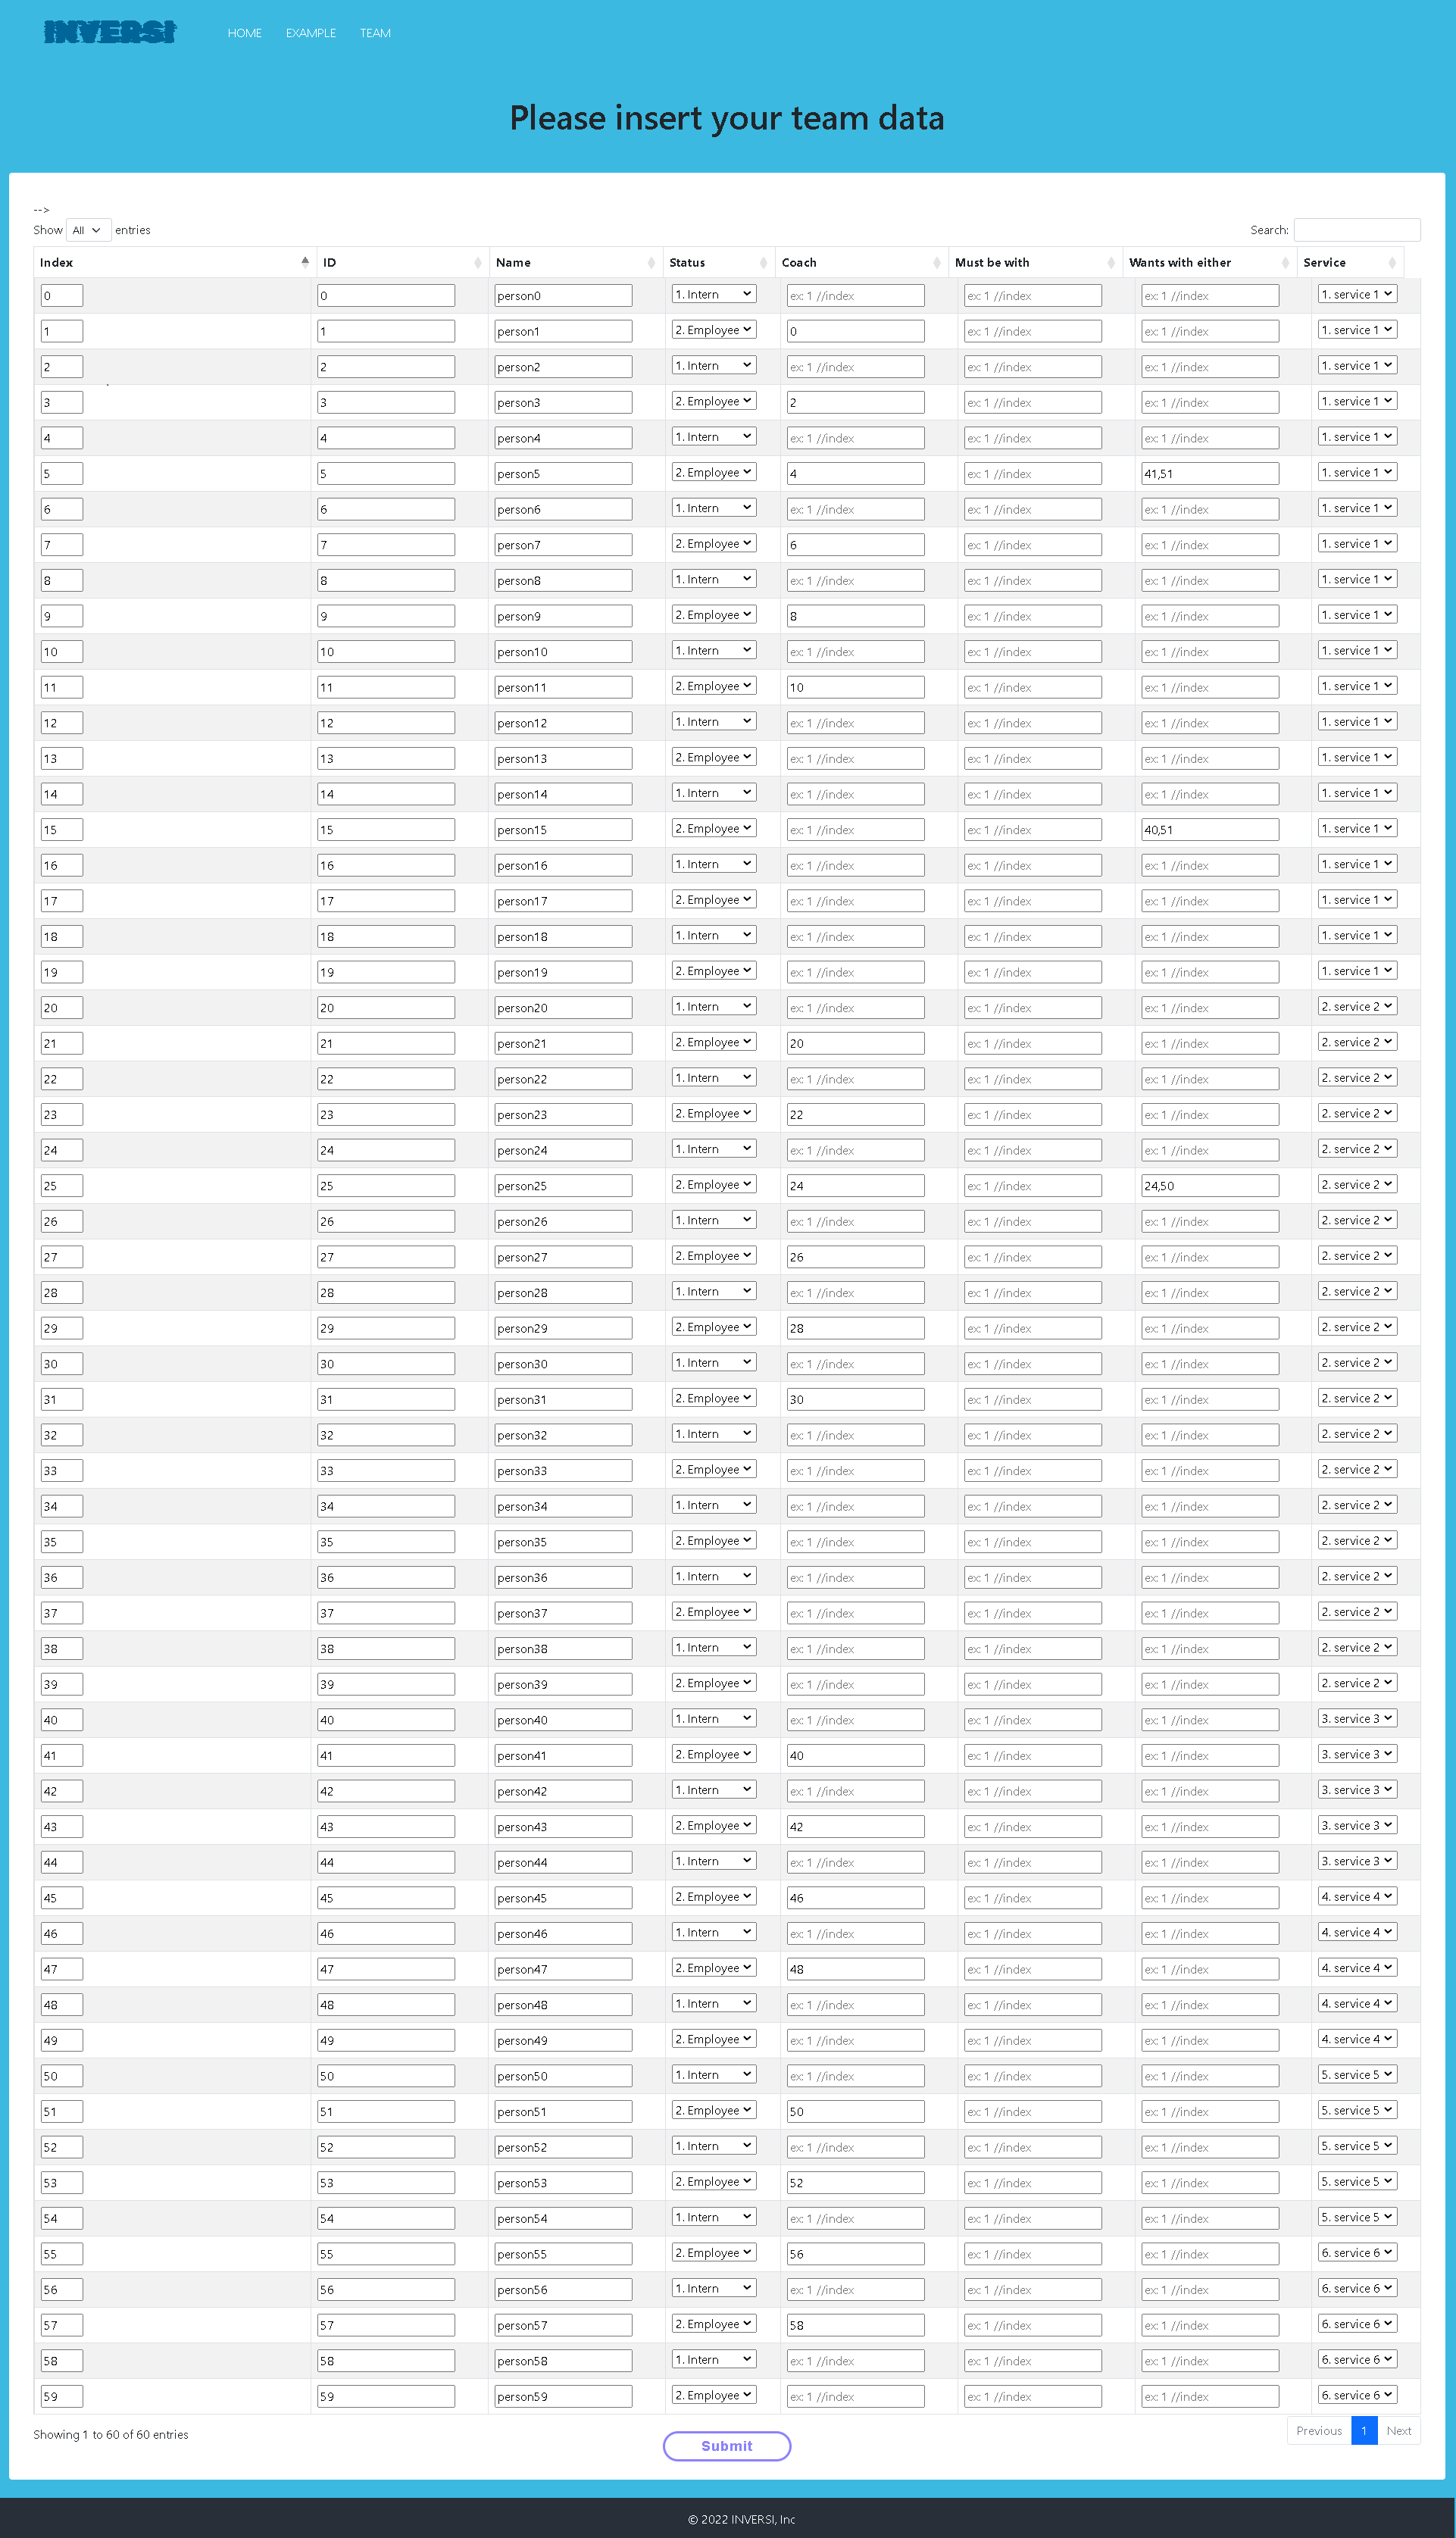 INVERSI HOME EXAMPLE TEAM
Please insert your team data
-->
Show All entries Search:
Index ID Name Status Coach Must be with Wants with either Service
0 0 person0 1. Intern ex: 1 //index ex: 1 //index ex: 1 //index 1. service 1
1 1 person1 2. Employee 0 ex: 1 //index ex: 1 //index 1. service 1
2 2 person2 1. Intern ex: 1 //index ex: 1 //index ex: 1 //index 1. service 1
3 3 person3 2. Employee 2 ex: 1 //index ex: 1 //index 1. service 1
4 4 person4 1. Intern ex: 1 //index ex: 1 //index ex: 1 //index 1. service 1
5 5 person5 2. Employee 4 ex: 1 //index 41,51 1. service 1
6 6 person6 1. Intern ex: 1 //index ex: 1 //index ex: 1 //index 1. service 1
7 7 person7 2. Employee 6 ex: 1 //index ex: 1 //index 1. service 1
8 8 person8 1. Intern ex: 1 //index ex: 1 //index ex: 1 //index 1. service 1
9 9 person9 2. Employee 8 ex: 1 //index ex: 1 //index 1. service 1
10 10 person10 1. Intern ex: 1 //index ex: 1 //index ex: 1 //index 1. service 1
11 11 person11 2. Employee 10 ex: 1 //index ex: 1 //index 1. service 1
12 12 person12 1. Intern ex: 1 //index ex: 1 //index ex: 1 //index 1. service 1
13 13 person13 2. Employee ex: 1 //index ex: 1 //index ex: 1 //index 1. service 1
14 14 person14 1. Intern ex: 1 //index ex: 1 //index ex: 1 //index 1. service 1
15 15 person15 2. Employee ex: 1 //index ex: 1 //index 40,51 1. service 1
16 16 person16 1. Intern ex: 1 //index ex: 1 //index ex: 1 //index 1. service 1
17 17 person17 2. Employee ex: 1 //index ex: 1 //index ex: 1 //index 1. service 1
18 18 person18 1. Intern ex: 1 //index ex: 1 //index ex: 1 //index 1. service 1
19 19 person19 2. Employee ex: 1 //index ex: 1 //index ex: 1 //index 1. service 1
20 20 person20 1. Intern ex: 1 //index ex: 1 //index ex: 1 //index 2. service 2
21 21 person21 2. Employee 20 ex: 1 //index ex: 1 //index 2. service 2
22 22 person22 1. Intern ex: 1 //index ex: 1 //index ex: 1 //index 2. service 2
23 23 person23 2. Employee 22 ex: 1 //index ex: 1 //index 2. service 2
24 24 person24 1. Intern ex: 1 //index ex: 1 //index ex: 1 //index 2. service 2
25 25 person25 2. Employee 24 ex: 1 //index 24,50 2. service 2
26 26 person26 1. Intern ex: 1 //index ex: 1 //index ex: 1 //index 2. service 2
27 27 person27 2. Employee 26 ex: 1 //index ex: 1 //index 2. service 2
28 28 person28 1. Intern ex: 1 //index ex: 1 //index ex: 1 //index 2. service 2
29 29 person29 2. Employee 28 ex: 1 //index ex: 1 //index 2. service 2
30 30 person30 1. Intern ex: 1 //index ex: 1 //index ex: 1 //index 2. service 2
31 31 person31 2. Employee 30 ex: 1 //index ex: 1 //index 2. service 2
32 32 person32 1. Intern ex: 1 //index ex: 1 //index ex: 1 //index 2. service 2
33 33 person33 2. Employee ex: 1 //index ex: 1 //index ex: 1 //index 2. service 2
34 34 person34 1. Intern ex: 1 //index ex: 1 //index ex: 1 //index 2. service 2
35 35 person35 2. Employee ex: 1 //index ex: 1 //index ex: 1 //index 2. service 2
36 36 person36 1. Intern ex: 1 //index ex: 1 //index ex: 1 //index 2. service 2
37 37 person37 2. Employee ex: 1 //index ex: 1 //index ex: 1 //index 2. service 2
38 38 person38 1. Intern ex: 1 //index ex: 1 //index ex: 1 //index 2. service 2
39 39 person39 2. Employee ex: 1 //index ex: 1 //index ex: 1 //index 2. service 2
40 40 person40 1. Intern ex: 1 //index ex: 1 //index ex: 1 //index 3. service 3
41 41 person41 2. Employee 40 ex: 1 //index ex: 1 //index 3. service 3
42 42 person42 1. Intern ex: 1 //index ex: 1 //index ex: 1 //index 3. service 3
43 43 person43 2. Employee 42 ex: 1 //index ex: 1 //index 3. service 3
44 44 person44 1. Intern ex: 1 //index ex: 1 //index ex: 1 //index 3. service 3
45 45 person45 2. Employee 46 ex: 1 //index ex: 1 //index 4. service 4
46 46 person46 1. Intern ex: 1 //index ex: 1 //index ex: 1 //index 4. service 4
47 47 person47 2. Employee 48 ex: 1 //index ex: 1 //index 4. service 4
48 48 person48 1. Intern ex: 1 //index ex: 1 //index ex: 1 //index 4. service 4
49 49 person49 2. Employee ex: 1 //index ex: 1 //index ex: 1 //index 4. service 4
50 50 person50 1. Intern ex: 1 //index ex: 1 //index ex: 1 //index 5. service 5
51 51 person51 2. Employee 50 ex: 1 //index ex: 1 //index 5. service 5
52 52 person52 1. Intern ex: 1 //index ex: 1 //index ex: 1 //index 5. service 5
53 53 person53 2. Employee 52 ex: 1 //index ex: 1 //index 5. service 5
54 54 person54 1. Intern ex: 1 //index ex: 1 //index ex: 1 //index 5. service 5
55 55 person55 2. Employee 56 ex: 1 //index ex: 1 //index 6. service 6
56 56 person56 1. Intern ex: 1 //index ex: 1 //index ex: 1 //index 6. service 6
57 57 person57 2. Employee 58 ex: 1 //index ex: 1 //index 6. service 6
58 58 person58 1. Intern ex: 1 //index ex: 1 //index ex: 1 //index 6. service 6
59 59 person59 2. Employee ex: 1 //index ex: 1 //index ex: 1 //index 6. service 6
Showing 1 to 60 of 60 entries Previous 1 Next
Submit
© 2022 INVERSI, Inc